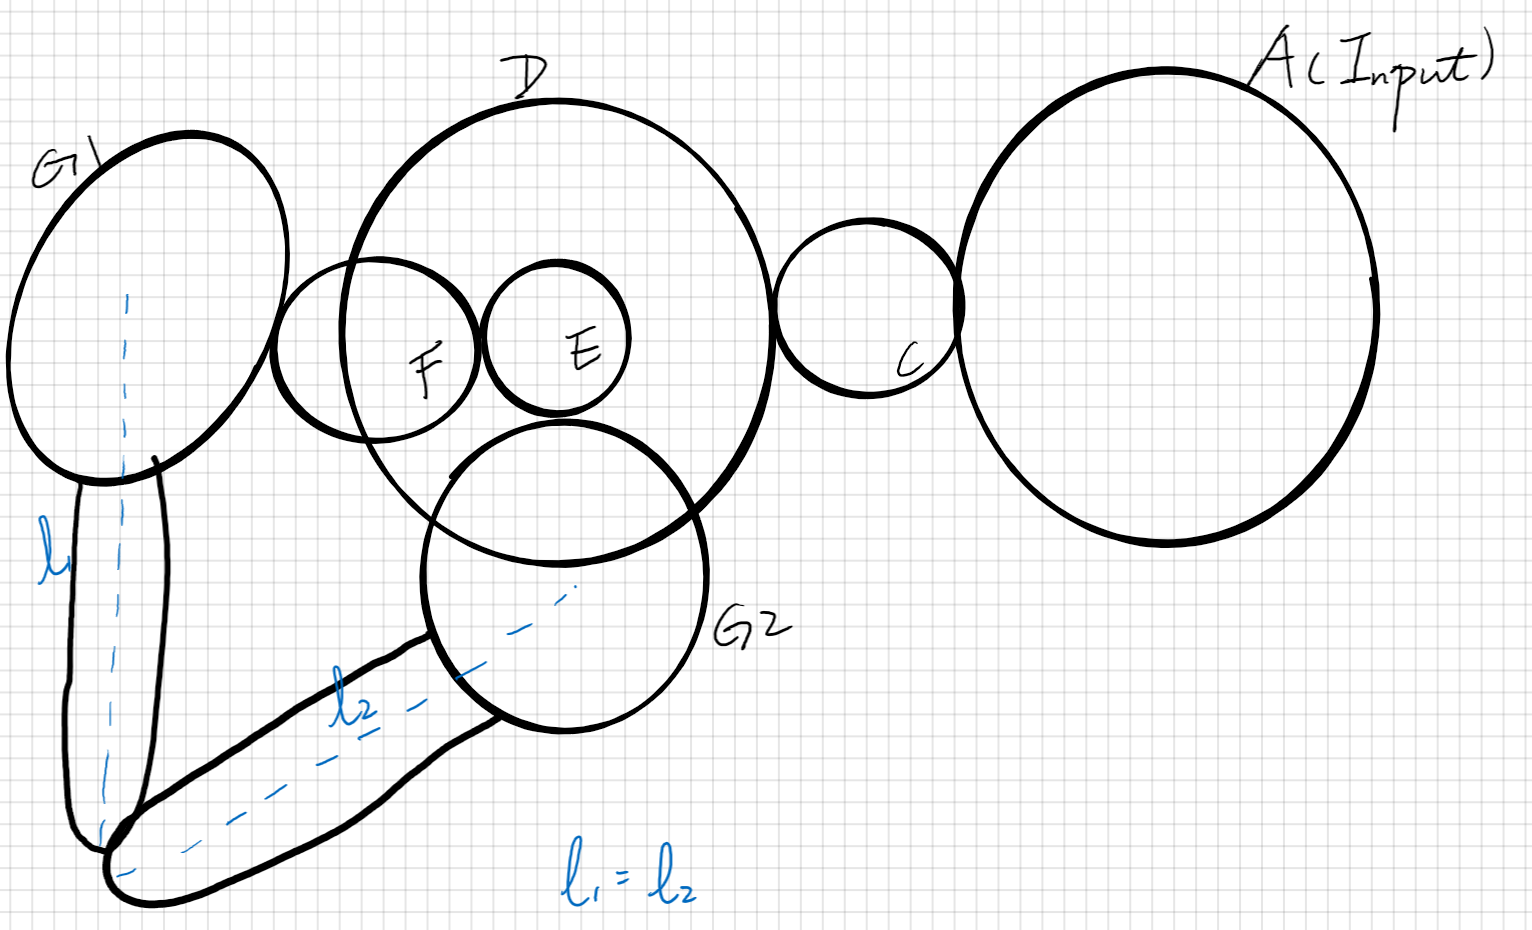 D
A(Input)
G1
F
E
C
l1
G2
l2
l1 = l2